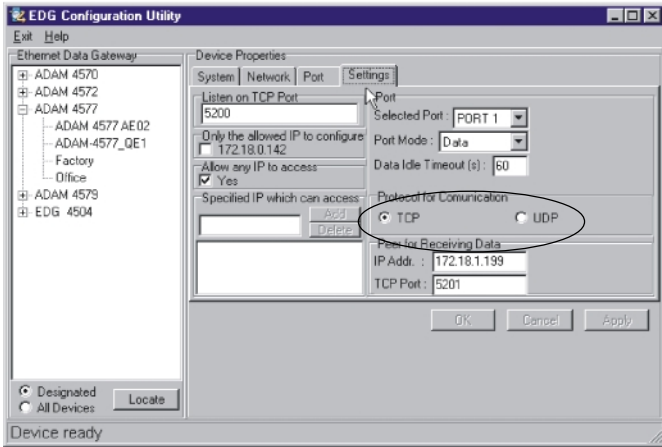 EDG Configuration Utility
Exit Help
Ethernet Data Gateway
ADAM 4570
ADAM 4572
ADAM 4577
ADAM 4577 AE02
ADAM-4577_QE1
Factory
Office
ADAM 4579
EDG 4504
Designated
All Devices
Locate
Device Properties
System Network Port Settings
Listen on TCP Port
5200
Only the allowed IP to configure
172.18.0.142
Allow any IP to access
Yes
Specified IP which can access
Add
Delete
Port
Selected Port : PORT 1
Port Mode : Data
Data Idle Timeout (s) : 60
Protocol for Comunication
TCP UDP
Peer for Receiving Data
IP Addr. : 172.18.1.199
TCP Port : 5201
OK Cancel Apply
Device ready